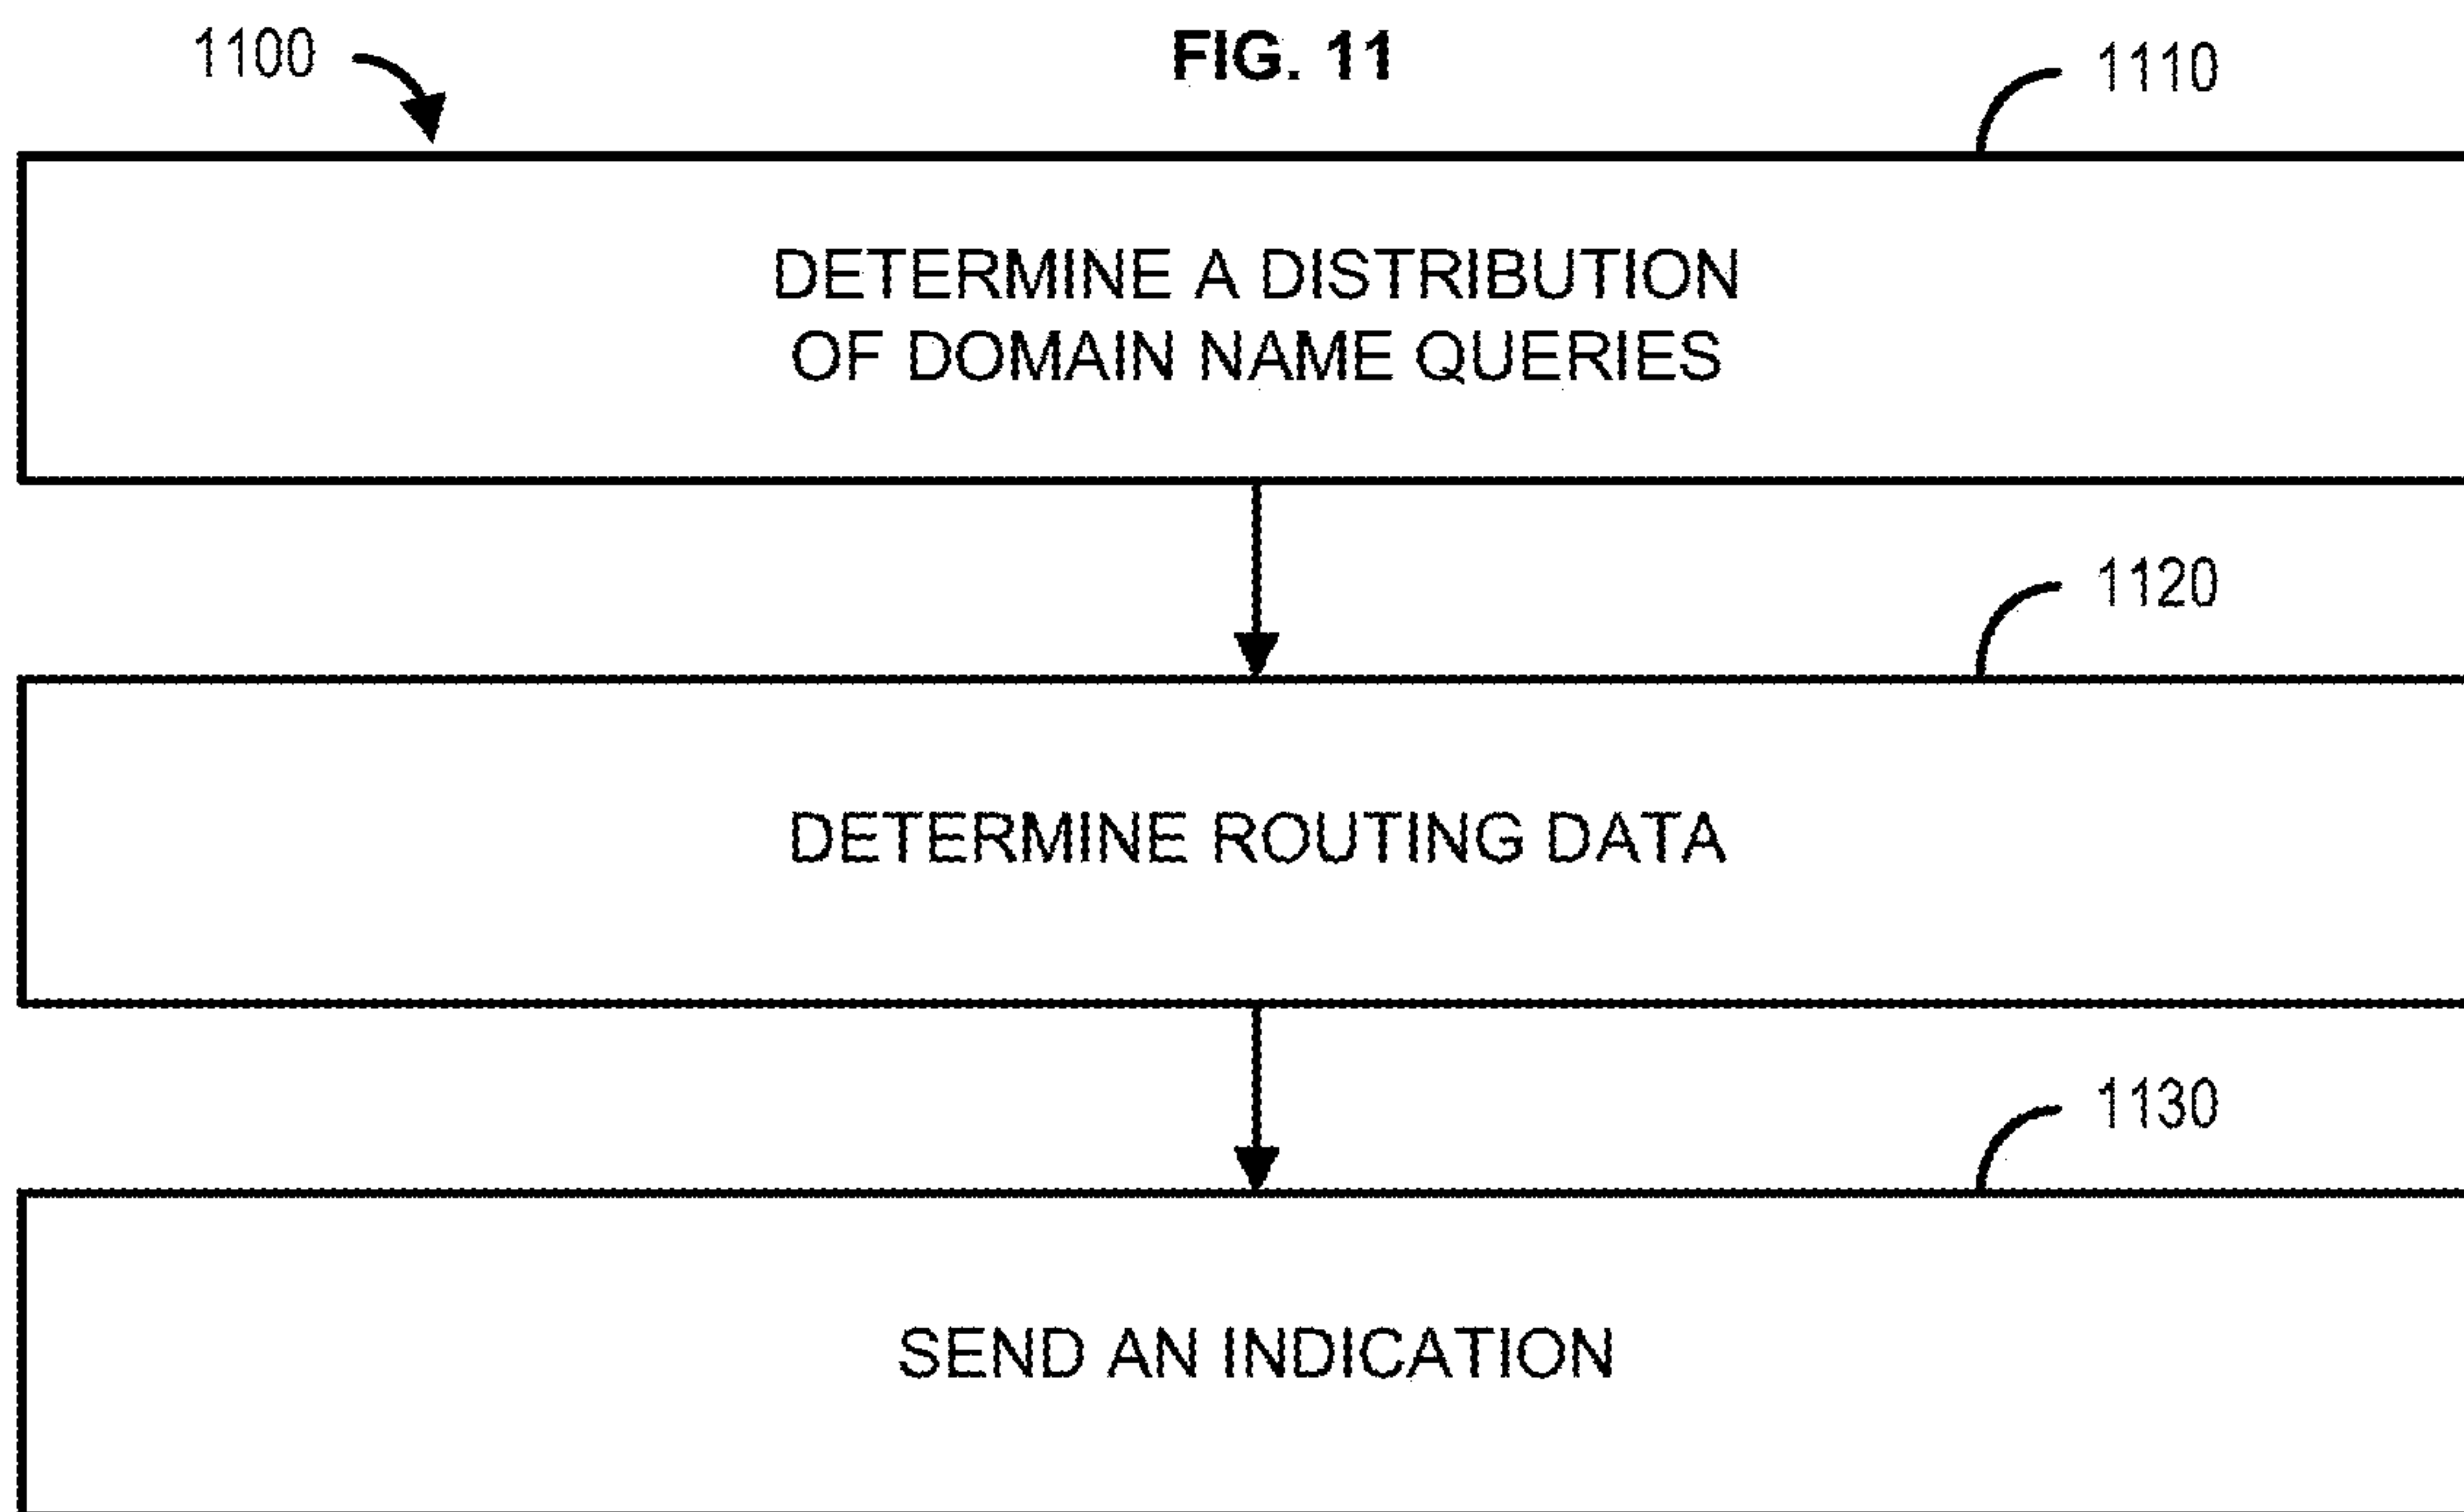 1100
FIG. 11
1110
DETERMINE A DISTRIBUTION
OF DOMAIN NAME QUERIES
1120
DETERMINE ROUTING DATA
1130
SEND AN INDICATION